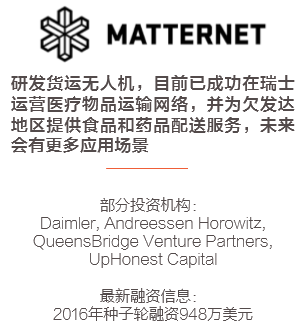 MATTERNET
研发货运无人机，目前已成功在瑞士
运营医疗物品运输网络，并为欠发达
地区提供食品和药品配送服务，未来
会有更多应用场景
部分投资机构：
Daimler, Andreessen Horowitz,
QueensBridge Venture Partners,
UpHonest Capital
最新融资信息：
2016年种子轮融资948万美元